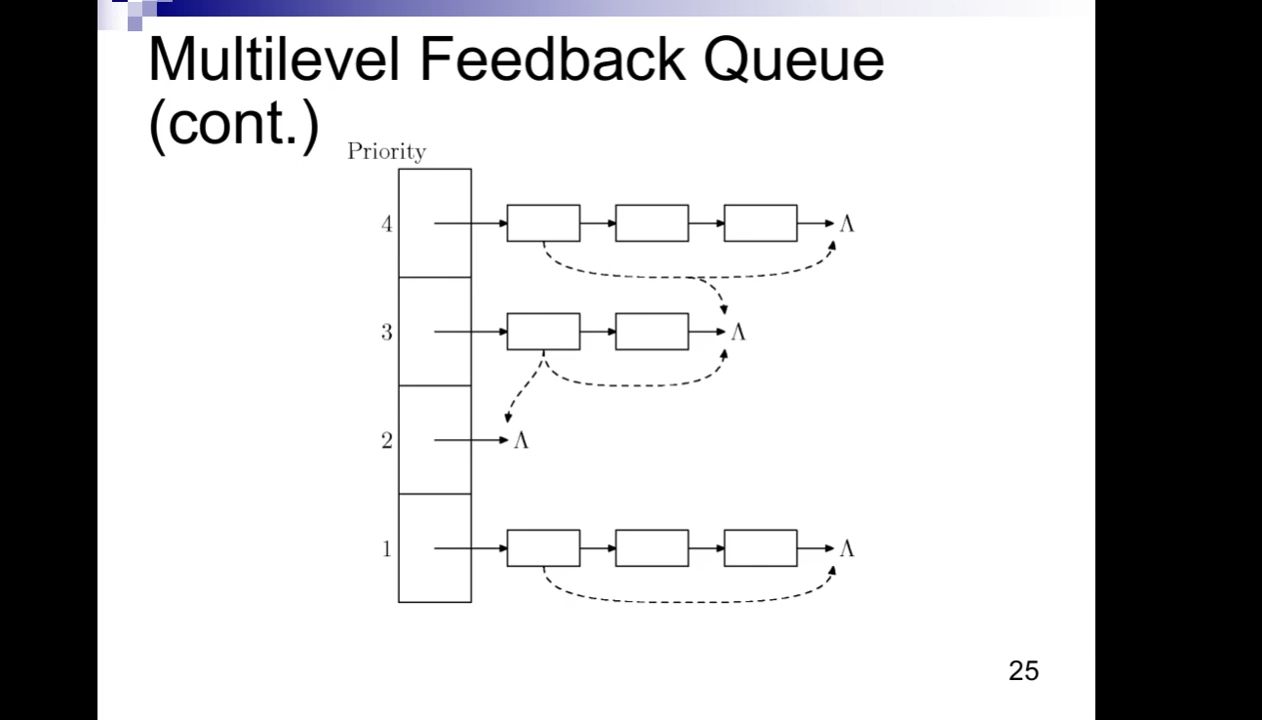 Multilevel Feedback Queue
(cont.)
Priority
4
Λ
3
Λ
2
Λ
1
Λ
25